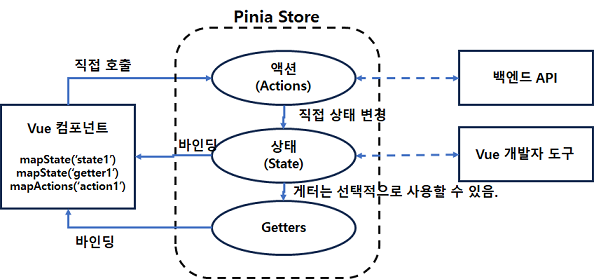 Pinia Store
직접 호출
액션
(Actions)
백엔드 API
직접 상태 변경
Vue 컴포넌트
mapState('state1')
mapState('getter1')
mapActions('action1')
바인딩
상태
(State)
Vue 개발자 도구
게터는 선택적으로 사용할 수 있음.
Getters
바인딩